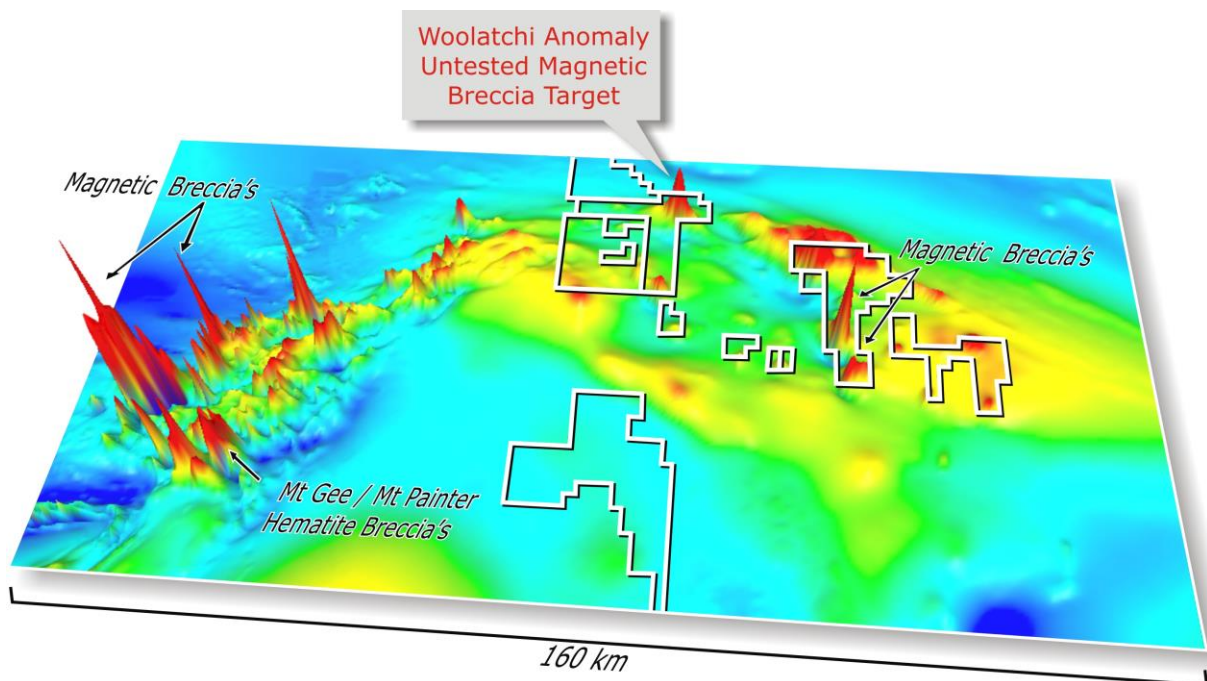 Woolatchi Anomaly
Untested Magnetic
Breccia Target
Magnetic Breccia's
Magnetic Breccia's
Mt Gee / Mt Painter
Hematite Breccia's
160 km